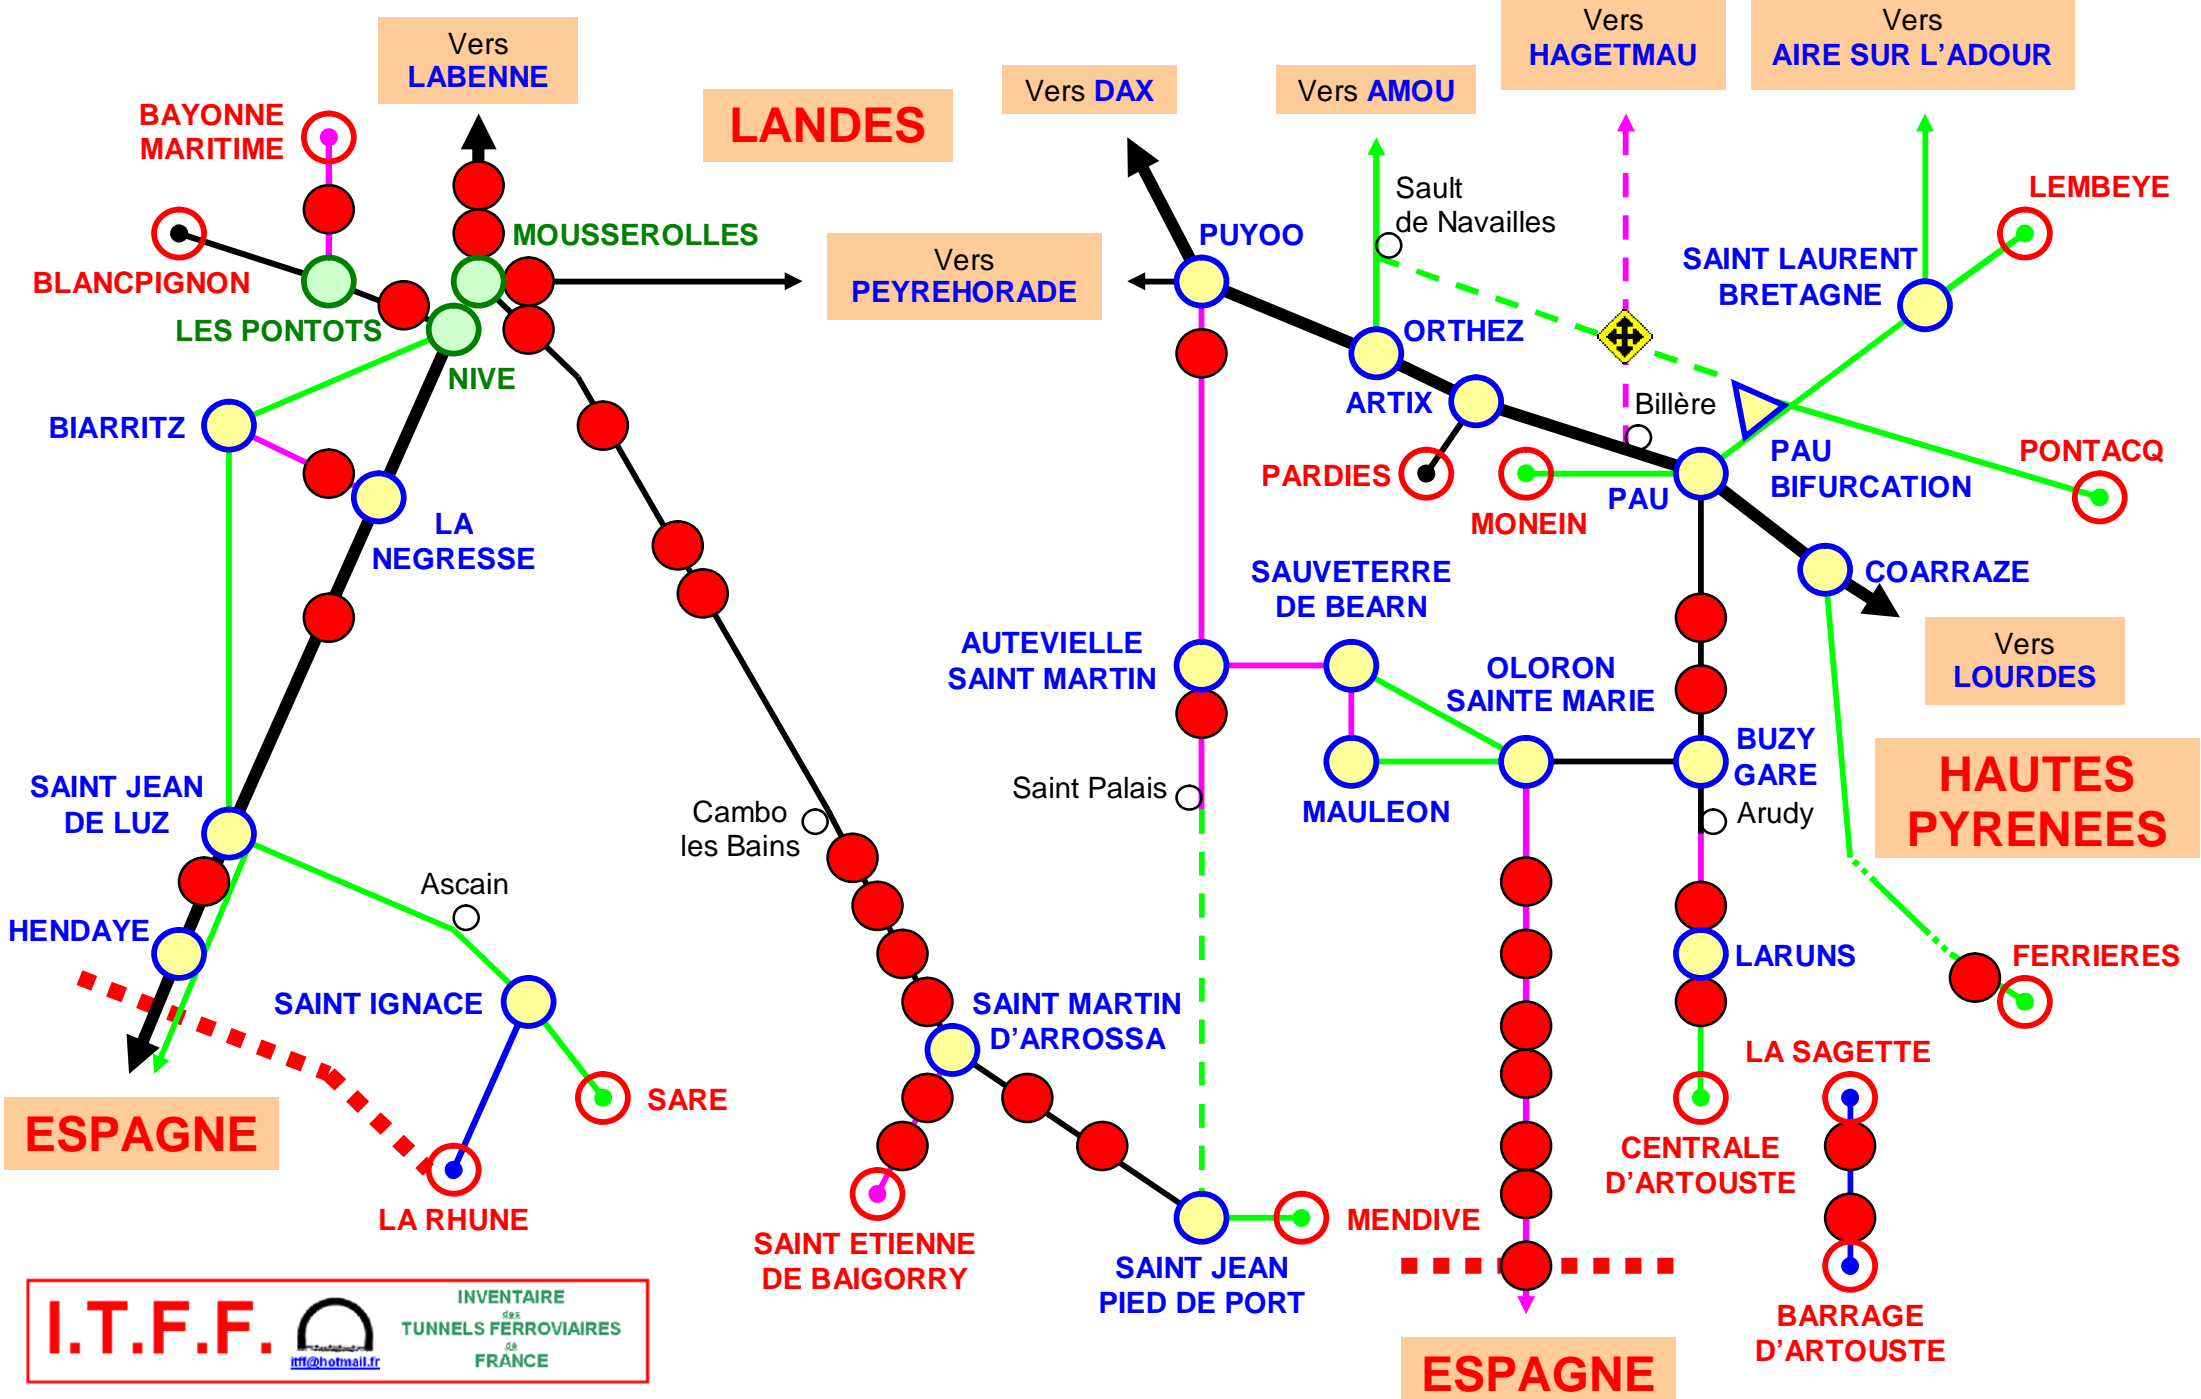 Vers
LABENNE
BAYONNE
MARITIME
LANDES
Vers DAX
Vers AMOU
Vers
HAGETMAU
Vers
AIRE SUR L'ADOUR
Sault
de Navailles
LEMBEYE
BLANCPIGNON
MOUSSEROLLES
LES PONTOTS
NIVE
Vers
PEYREHORADE
PUYOO
SAINT LAURENT
BRETAGNE
ORTHEZ
ARTIX
Billère
BIARRITZ
PARDIES
MONEIN
PAU
PAU
BIFURCATION
PONTACQ
LA
NEGRESSE
COARRAZE
SAUVETERRE
DE BEARN
AUTEVIELLE
SAINT MARTIN
OLORON
SAINTE MARIE
Vers
LOURDES
BUZY
GARE
HAUTES
PYRENEES
SAINT JEAN
DE LUZ
Cambo
les Bains
Saint Palais
MAULEON
Arudy
Ascain
HENDAYE
SAINT IGNACE
SAINT MARTIN
D'ARROSSA
LARUNS
FERRIERES
LA SAGETTE
SARE
ESPAGNE
CENTRALE
D'ARTOUSTE
LA RHUNE
SAINT ETIENNE
DE BAIGORRY
MENDIVE
SAINT JEAN
PIED DE PORT
BARRAGE
D'ARTOUSTE
ESPAGNE
I.T.F.F.
itff@hotmail.fr
INVENTAIRE
des
TUNNELS FERROVIAIRES
de
FRANCE